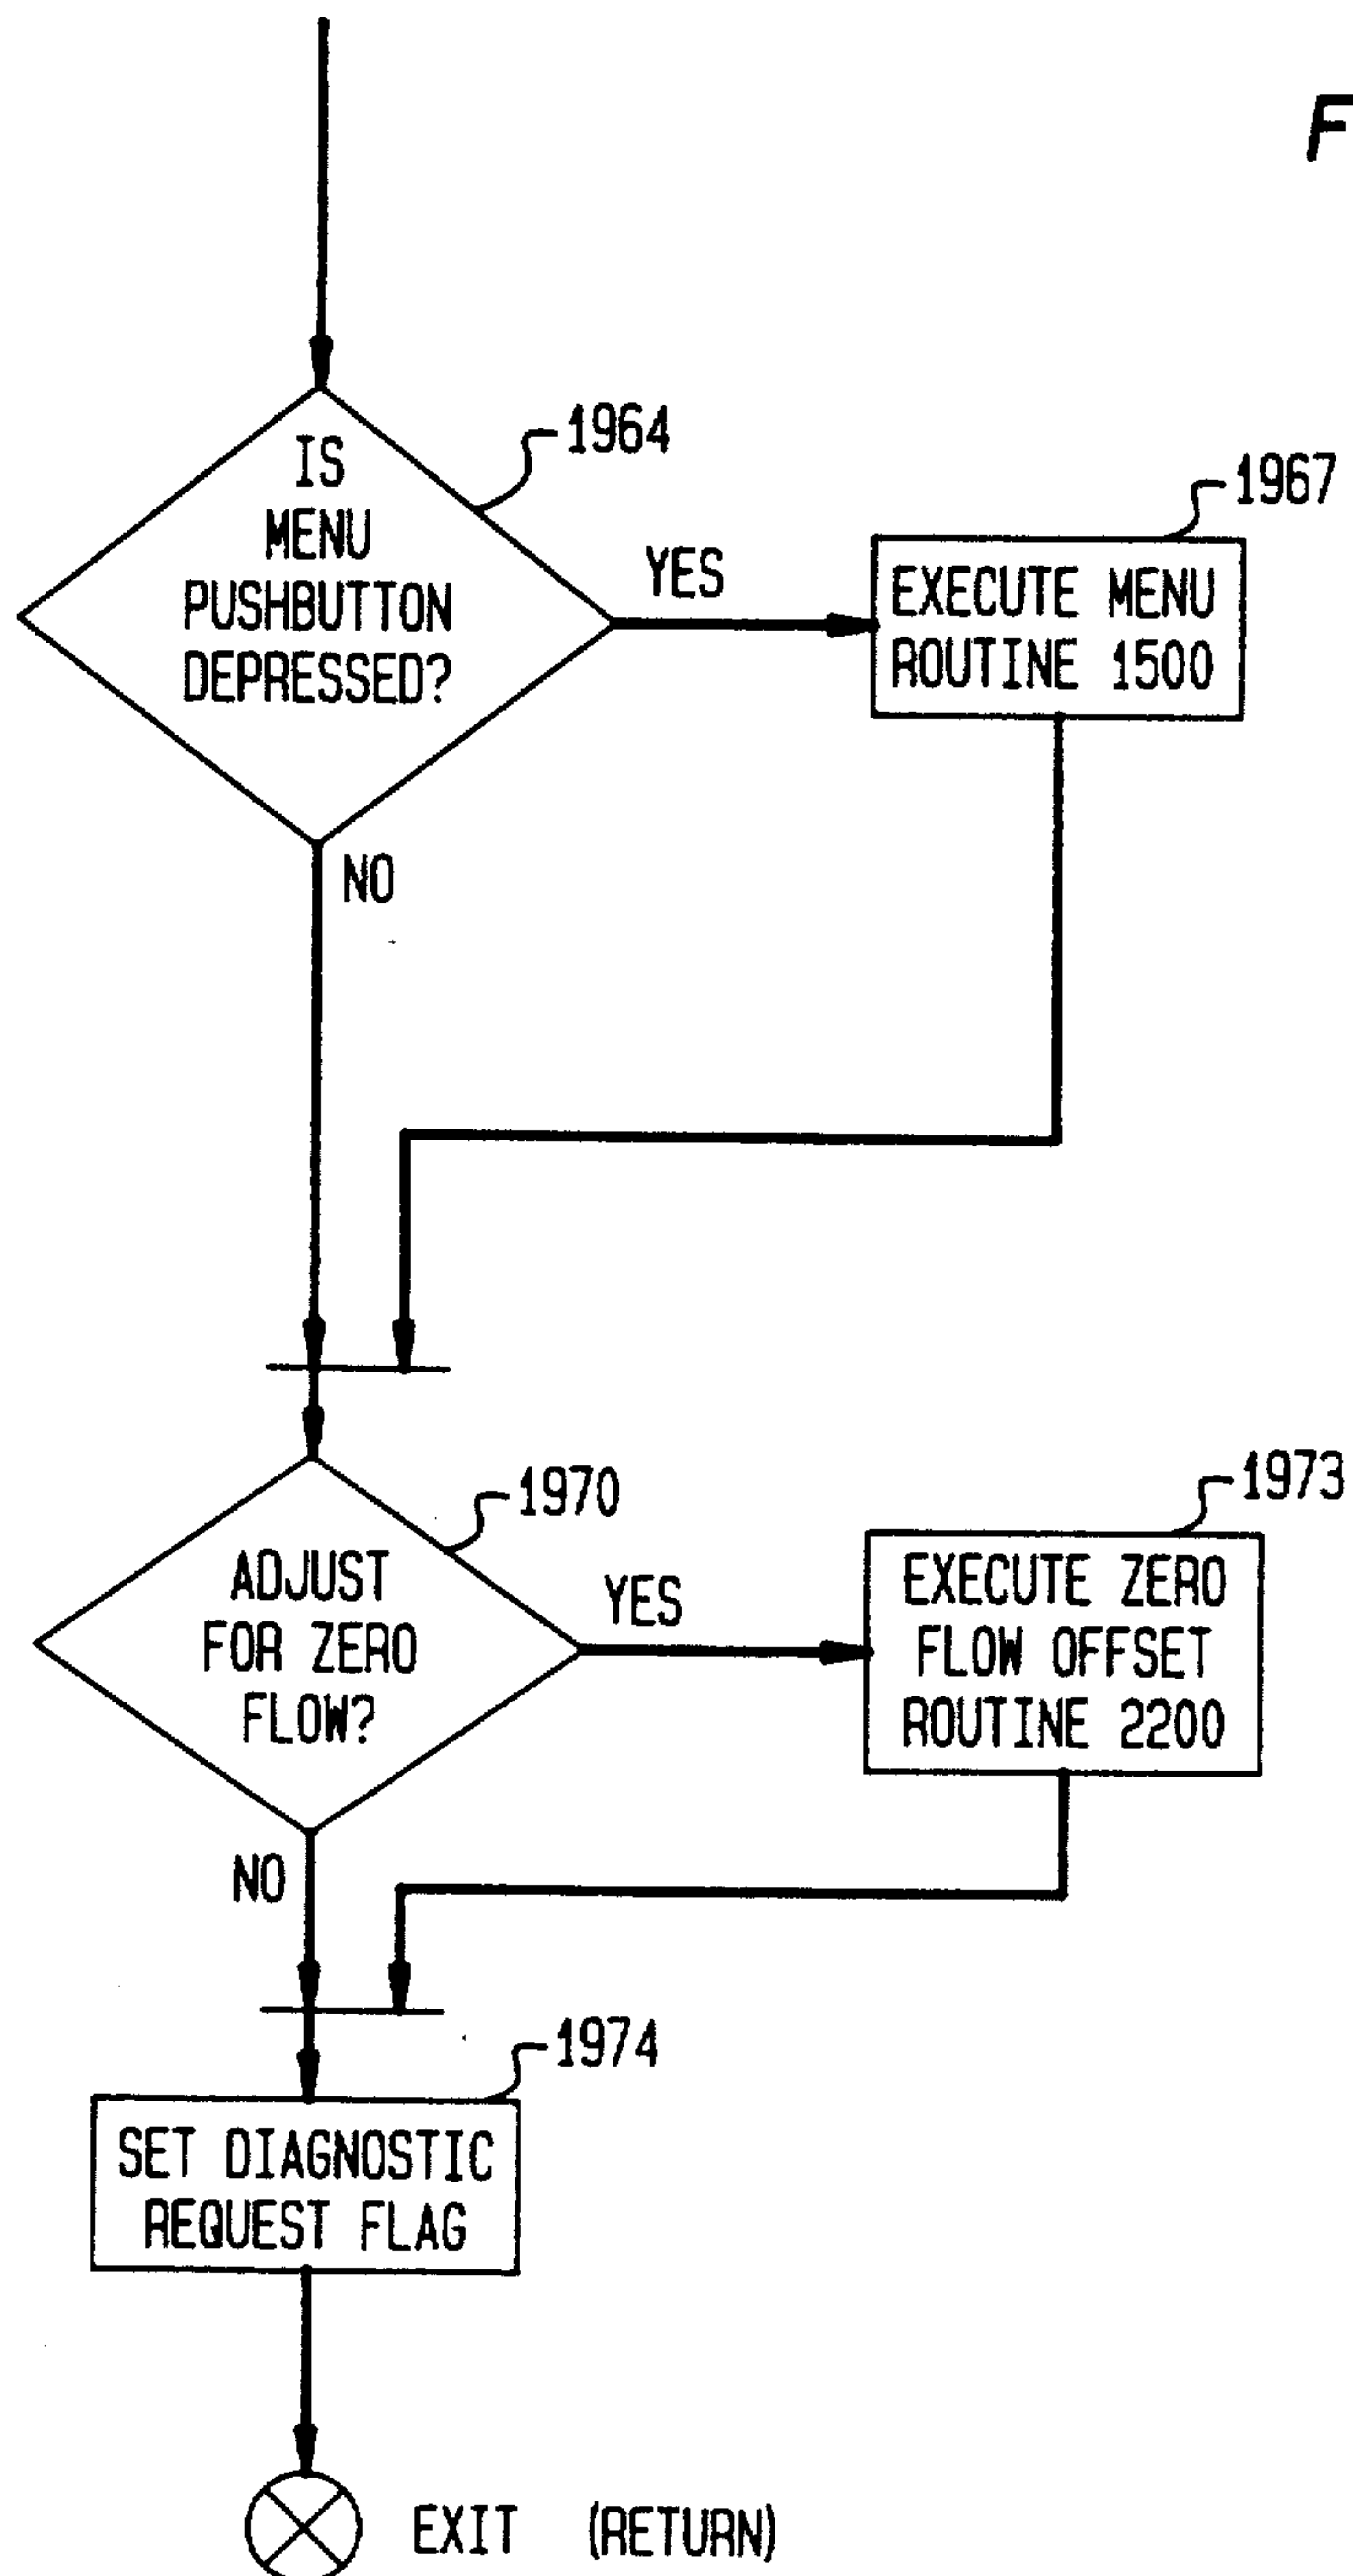 F
IS
MENU
PUSHBUTTON
DEPRESSED?
1964
YES
1967
EXECUTE MENU
ROUTINE 1500
NO
1970
ADJUST
FOR ZERO
FLOW?
YES
1973
EXECUTE ZERO
FLOW OFFSET
ROUTINE 2200
NO
1974
SET DIAGNOSTIC
REQUEST FLAG
EXIT (RETURN)